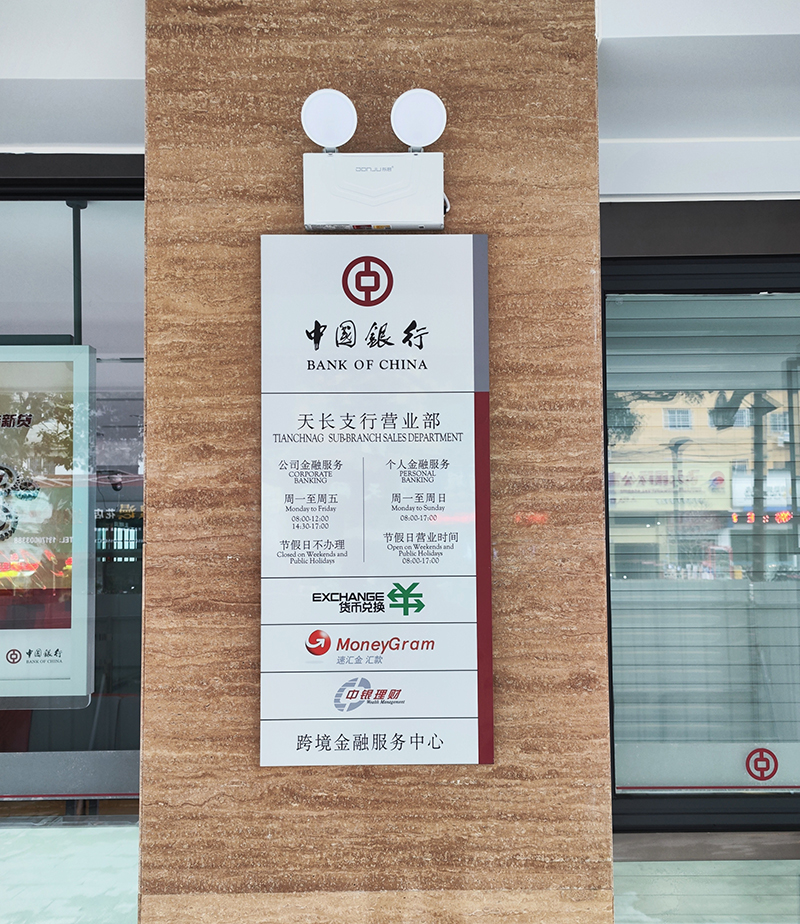 中国銀行
BANK OF CHINA
天长支行营业部
TIANCHNAG SUB-BRANCH SALES DEPARTMENT
公司金融服务
CORPORATE
BANKING
周一至周五
Monday to Friday
08:00-12:00
14:30-17:00
节假日不办理
Closed on Weekends and
Public Holidays
个人金融服务
PERSONAL
BANKING
周一至周日
Monday to Sunday
08:00-17:00
节假日营业时间
Open on Weekends and
Public Holidays
08:00-17:00
EXCHANGE
货币兑换
MoneyGram
速汇金 汇款
中银理财
Wealth Management
跨境金融服务中心
中国銀行
BANK OF CHINA